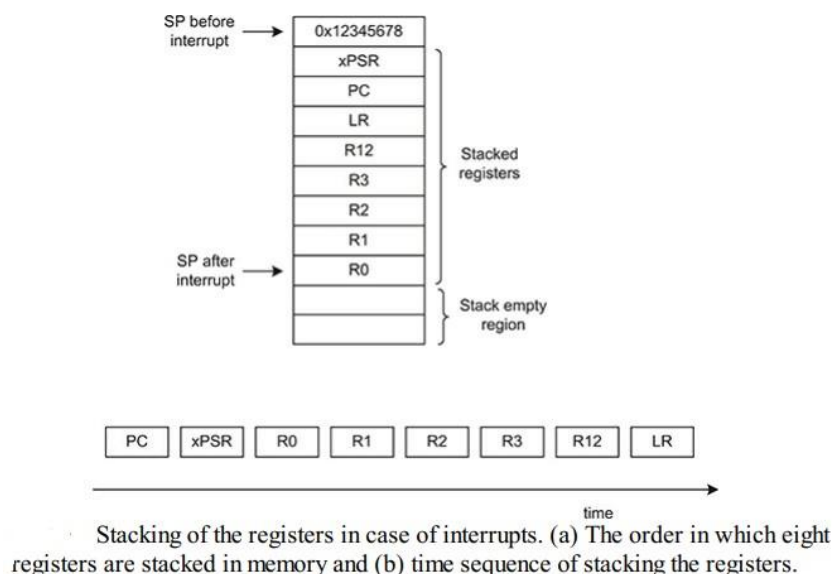 SP before
interrupt
0x12345678
xPSR
PC
LR
R12
R3
R2
R1
R0
Stacked
registers
SP after
interrupt
Stack empty
region
PC xPSR R0 R1 R2 R3 R12 LR
time
Stacking of the registers in case of interrupts. (a) The order in which eight
registers are stacked in memory and (b) time sequence of stacking the registers.